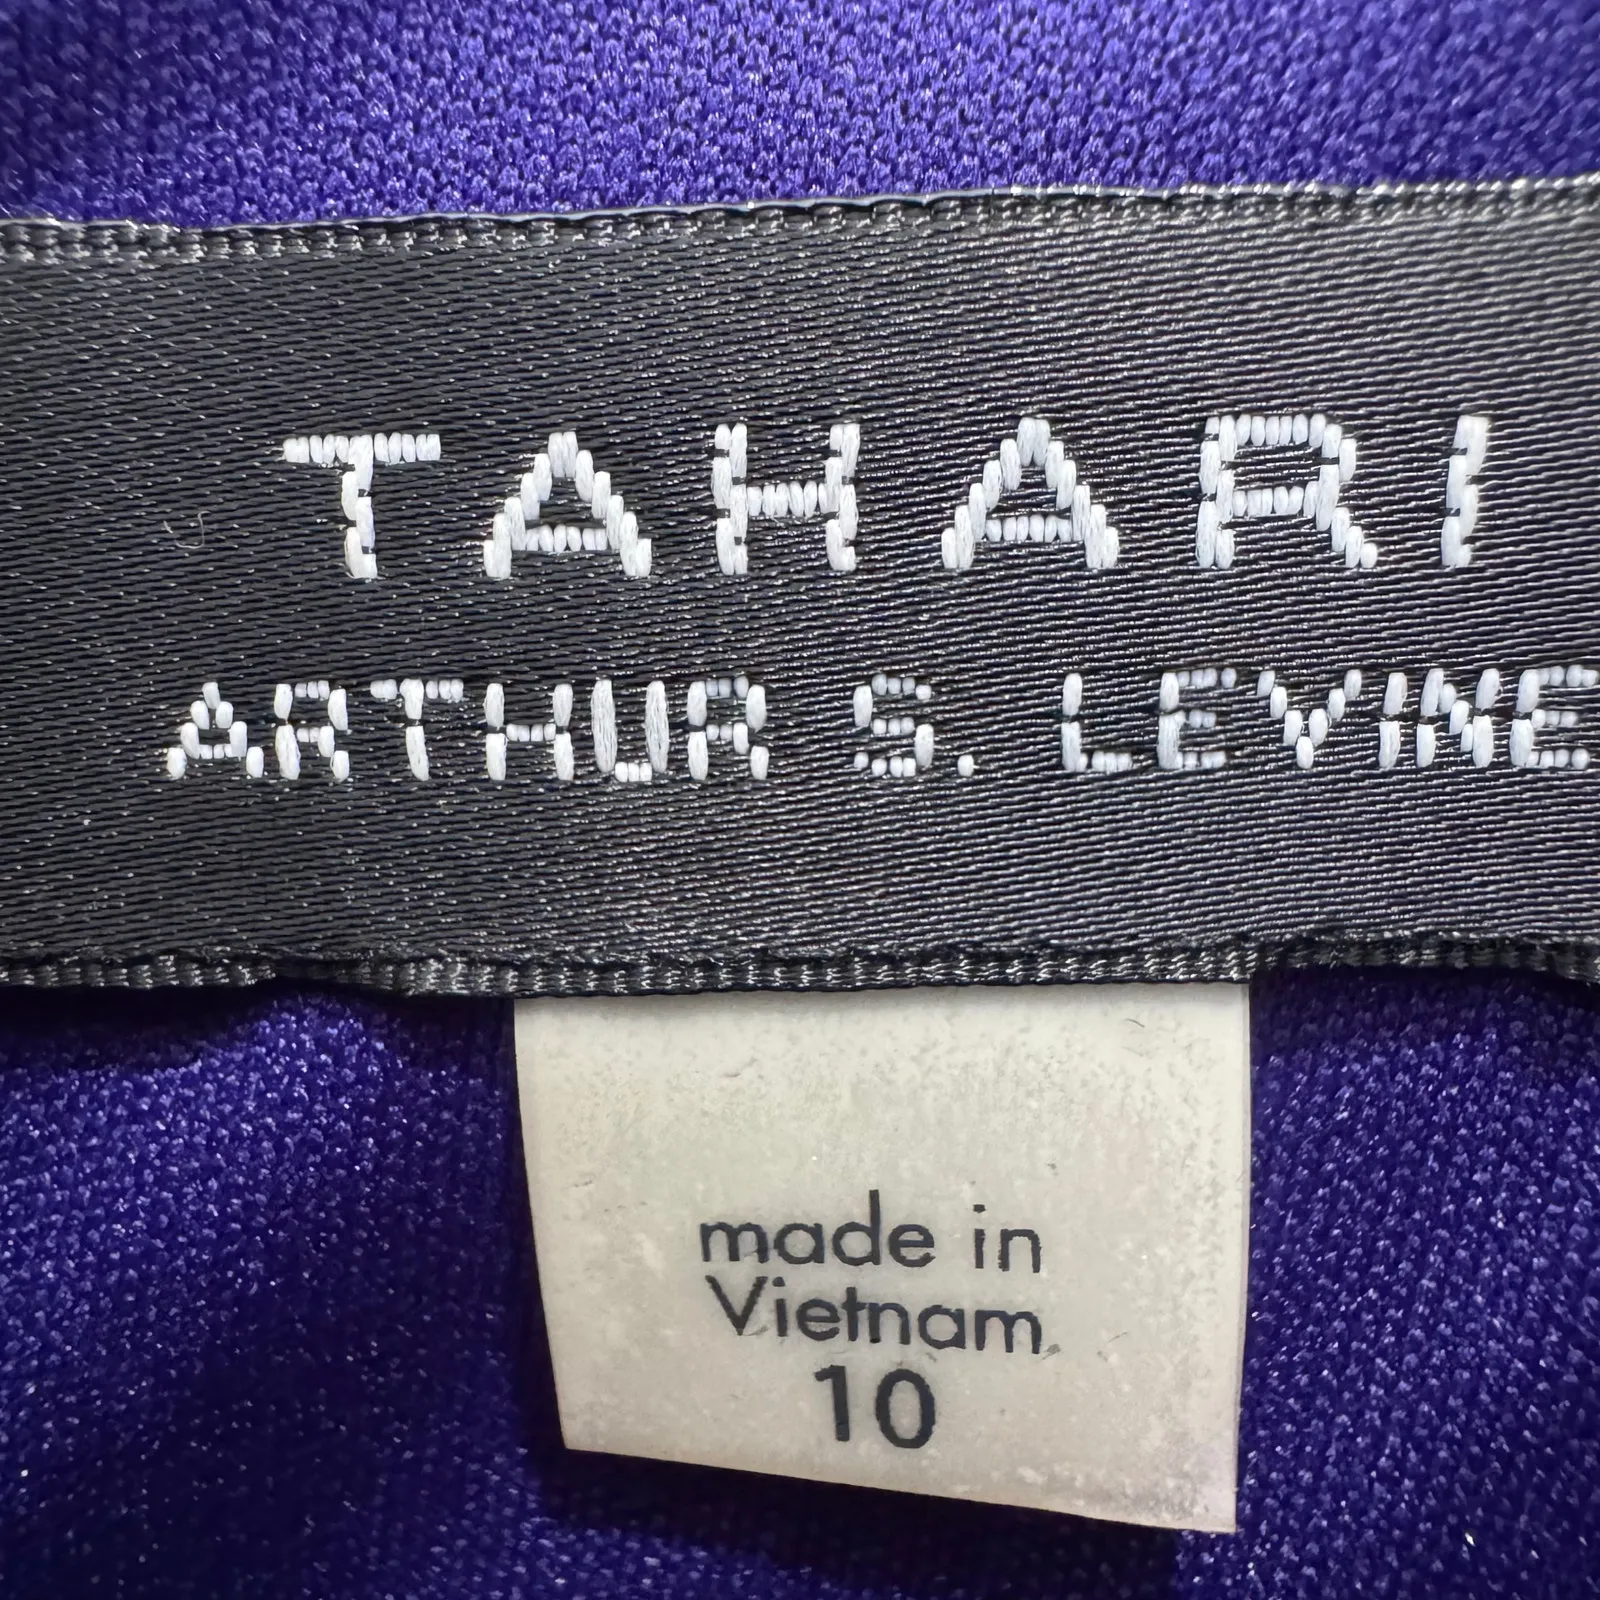 TAHARI
ARTHUR S. LEVINE
made in
Vietnam
10